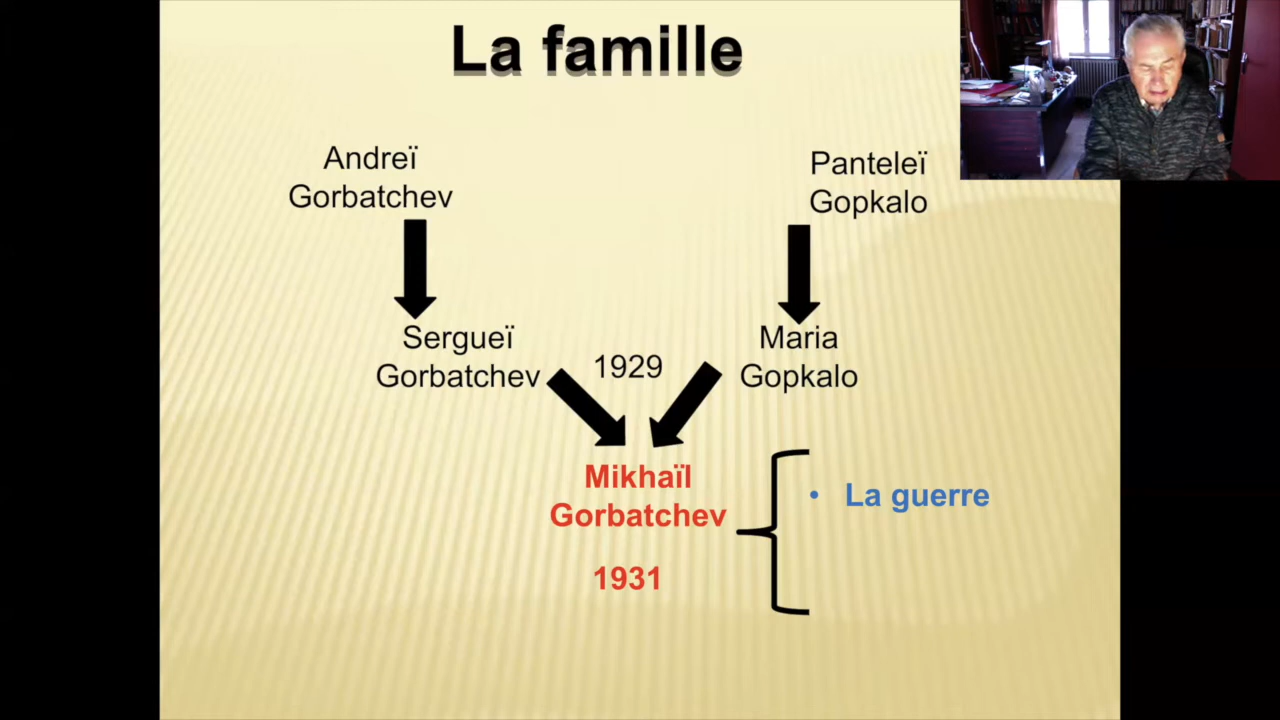 La famille
Andreï
Gorbatchev
Panteleï
Gopkalo
Sergueï
Gorbatchev
1929
Maria
Gopkalo
Mikhaïl
Gorbatchev
1931
• La guerre